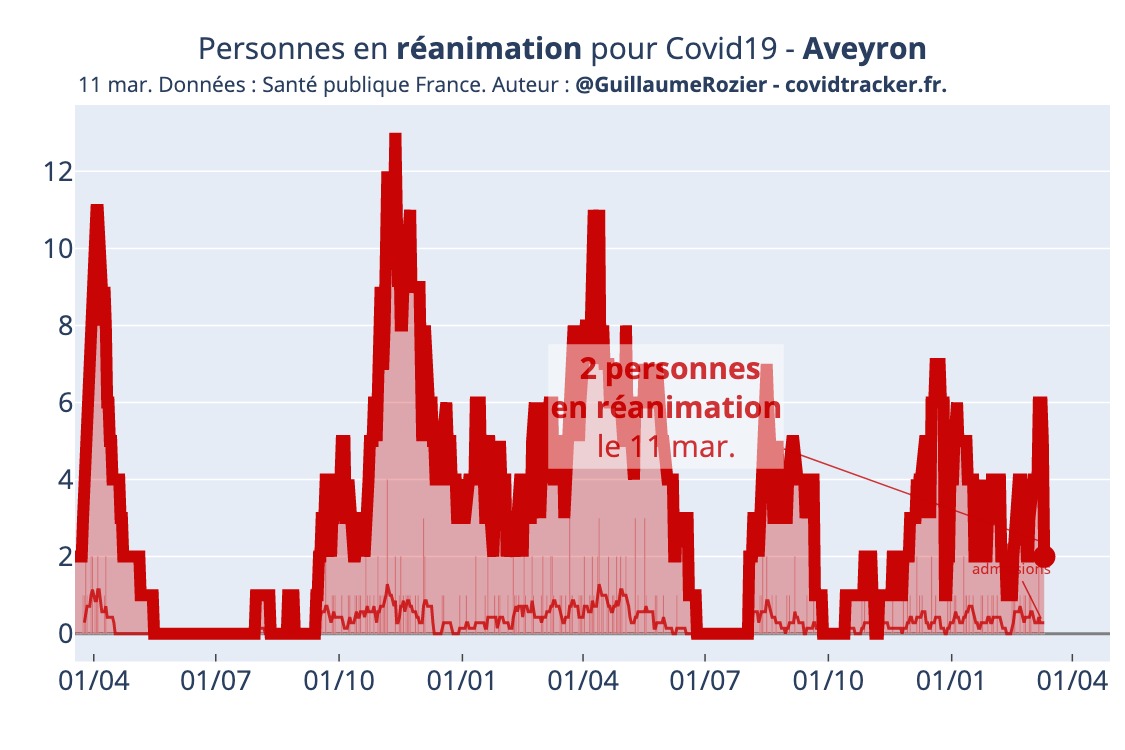 Personnes en réanimation pour Covid19 - Aveyron
11 mar. Données : Santé publique France. Auteur : @GuillaumeRozier - covidtracker.fr.
12
10
8
6
4
2
0
2 personnes
en réanimation
le 11 mar.
admissions
01/04 01/07 01/10 01/01 01/04 01/07 01/10 01/01 01/04